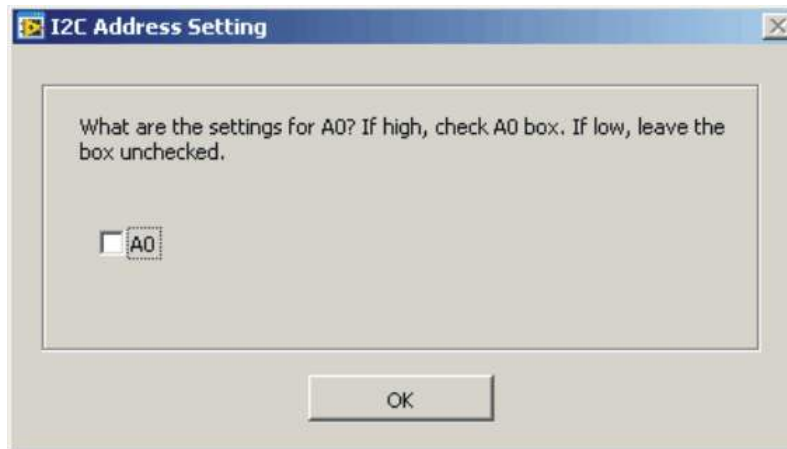 I2C Address Setting
What are the settings for A0? If high, check A0 box. If low, leave the
box unchecked.
A0
OK